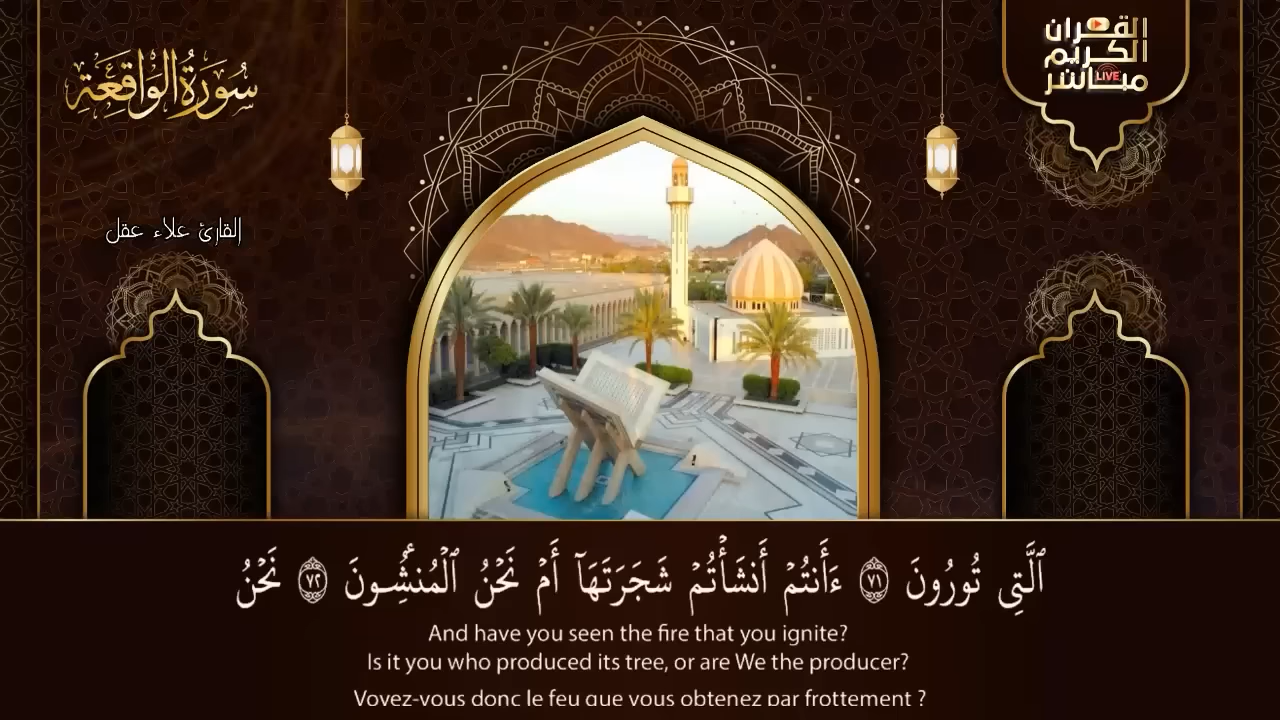 سُورَةُ الوَاقِعَة
القرآن
الكريم
مباشر
LIVE
القارئ علاء عقل
ٱلَّتِي تُورُونَ ٧١ ءَأَنتُمْ أَنشَأْتُمْ شَجَرَتَهَآ أَمْ نَحْنُ ٱلْمُنشِـُٔونَ ٧٢ نَحْنُ
And have you seen the fire that you ignite?
Is it you who produced its tree, or are We the producer?
Voyez-vous donc le feu que vous obtenez par frottement ?